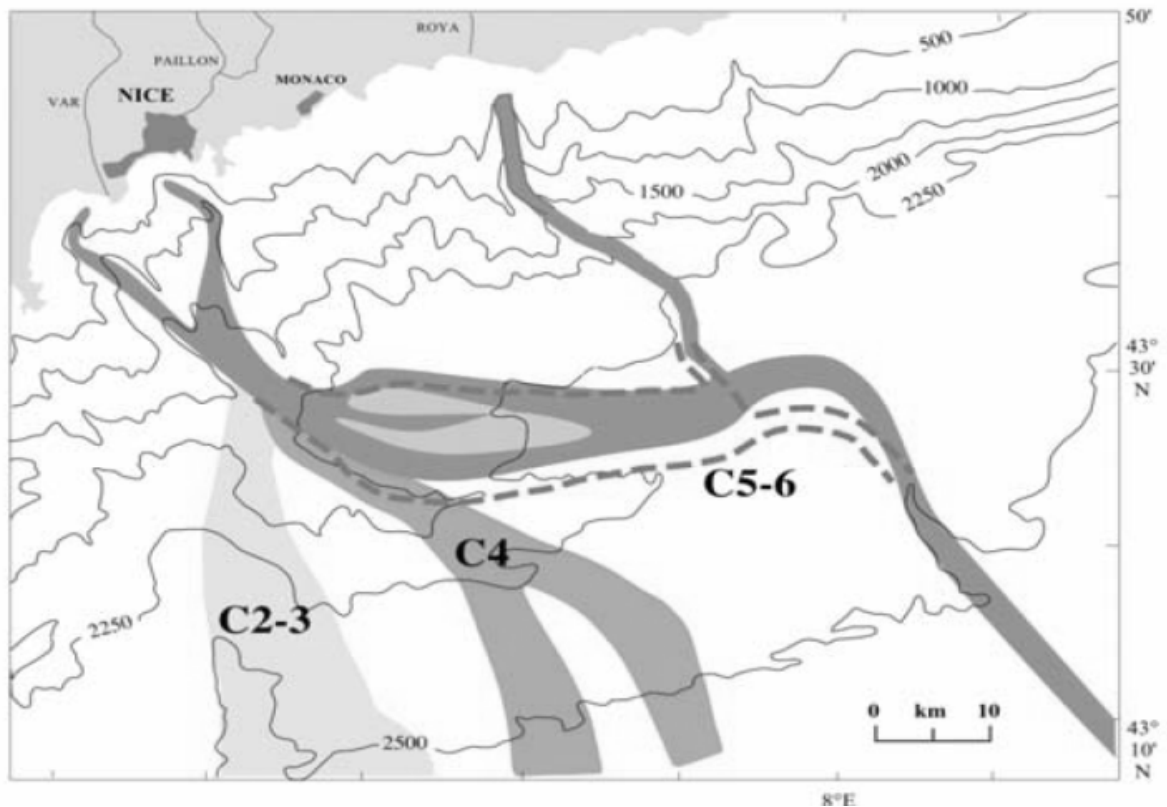 50'
ROYA
500
PAILLON
MONACO
1000
VAR
NICE
2000
1500
2250
43°
30'
N
C5-6
C4
2250
C2-3
0 km 10
43°
10'
N
2500
8°E